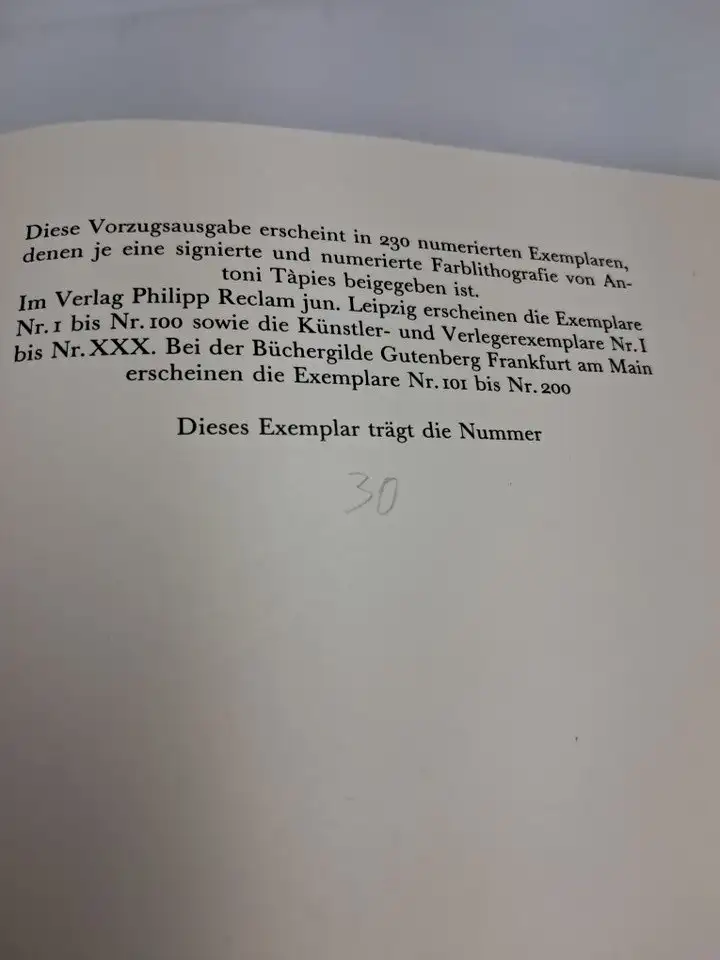 Diese Vorzugsausgabe erscheint in 230 numerierten Exemplaren,
denen je eine signierte und numerierte Farblithografie von An-
toni Tàpies beigegeben ist.
Im Verlag Philipp Reclam jun. Leipzig erscheinen die Exemplare
Nr. 1 bis Nr. 100 sowie die Künstler- und Verlegerexemplare Nr. I
bis Nr. XXX. Bei der Büchergilde Gutenberg Frankfurt am Main
erscheinen die Exemplare Nr. 101 bis Nr. 200
Dieses Exemplar trägt die Nummer
30